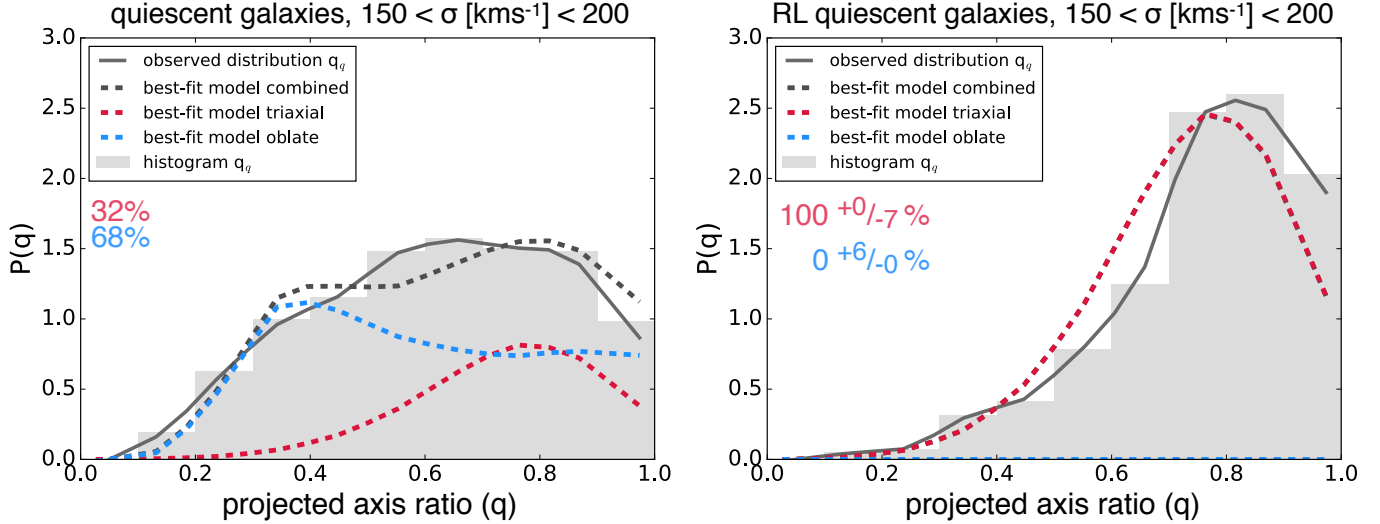 quiescent galaxies, 150 < σ [kms⁻¹] < 200
3.0
2.5
2.0
1.5
1.0
0.5
0.0
P(q)
observed distribution q_q
best-fit model combined
best-fit model triaxial
best-fit model oblate
histogram q_q
32%
68%
0.0 0.2 0.4 0.6 0.8 1.0
projected axis ratio (q)
RL quiescent galaxies, 150 < σ [kms⁻¹] < 200
3.0
2.5
2.0
1.5
1.0
0.5
0.0
P(q)
observed distribution q_q
best-fit model combined
best-fit model triaxial
best-fit model oblate
histogram q_q
100 +0/-7 %
0 +6/-0 %
0.0 0.2 0.4 0.6 0.8 1.0
projected axis ratio (q)